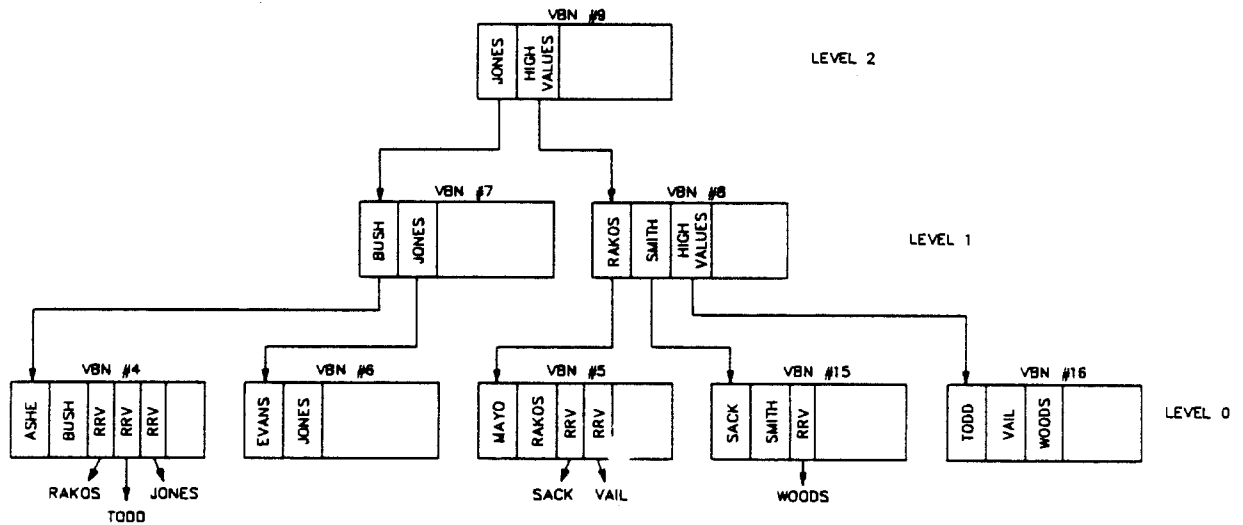 VBN #9
JONES
HIGH VALUES
LEVEL 2
VBN #7
BUSH
JONES
VBN #8
RAKOS
SMITH
HIGH VALUES
LEVEL 1
VBN #4
ASHE
BUSH
RRV
RRV
RRV
VBN #6
EVANS
JONES
VBN #5
MAYO
RAKOS
RRV
RRV
VBN #15
SACK
SMITH
RRV
VBN #16
TODD
VAIL
WOODS
LEVEL 0
RAKOS
TODD
JONES
SACK
VAIL
WOODS